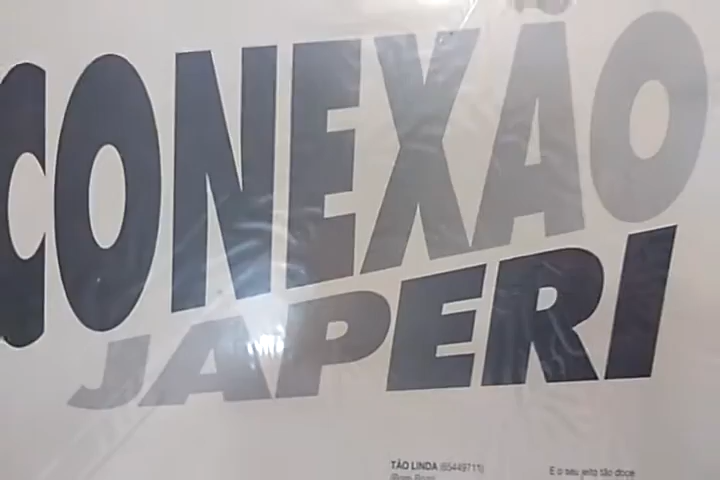 CONEXÃO
JAPERI
TÃO LINDA (65449711)
E o seu jeito tão doce